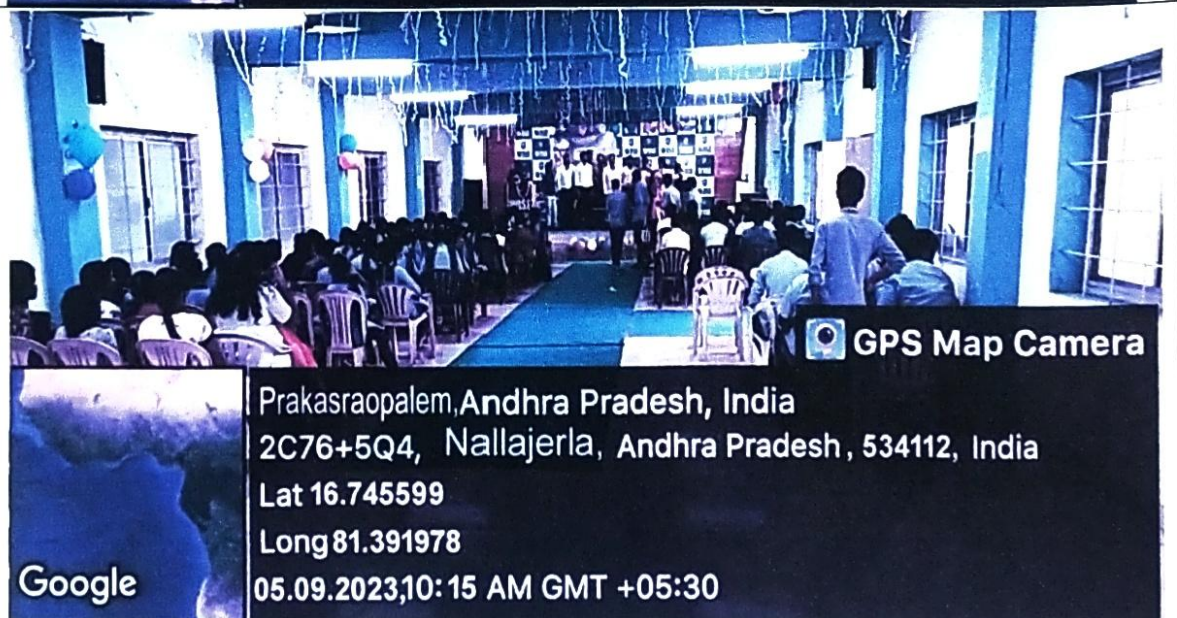 GPS Map Camera
Prakasraopalem,Andhra Pradesh, India
2C76+5Q4, Nallajerla, Andhra Pradesh, 534112, India
Lat 16.745599
Long 81.391978
Google
05.09.2023,10:15 AM GMT +05:30